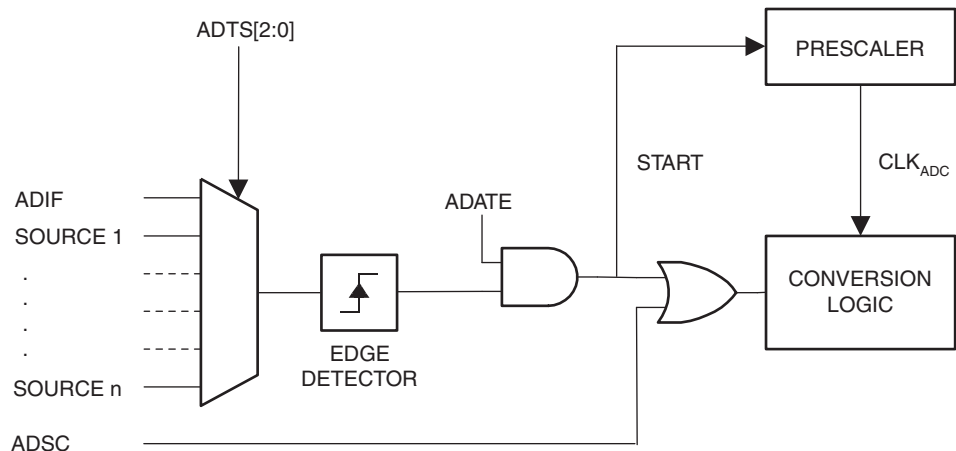 ADTS[2:0]
PRESCALER
START
CLKADC
ADIF
ADATE
SOURCE 1
.
.
.
.
CONVERSION
LOGIC
EDGE
DETECTOR
SOURCE n
ADSC